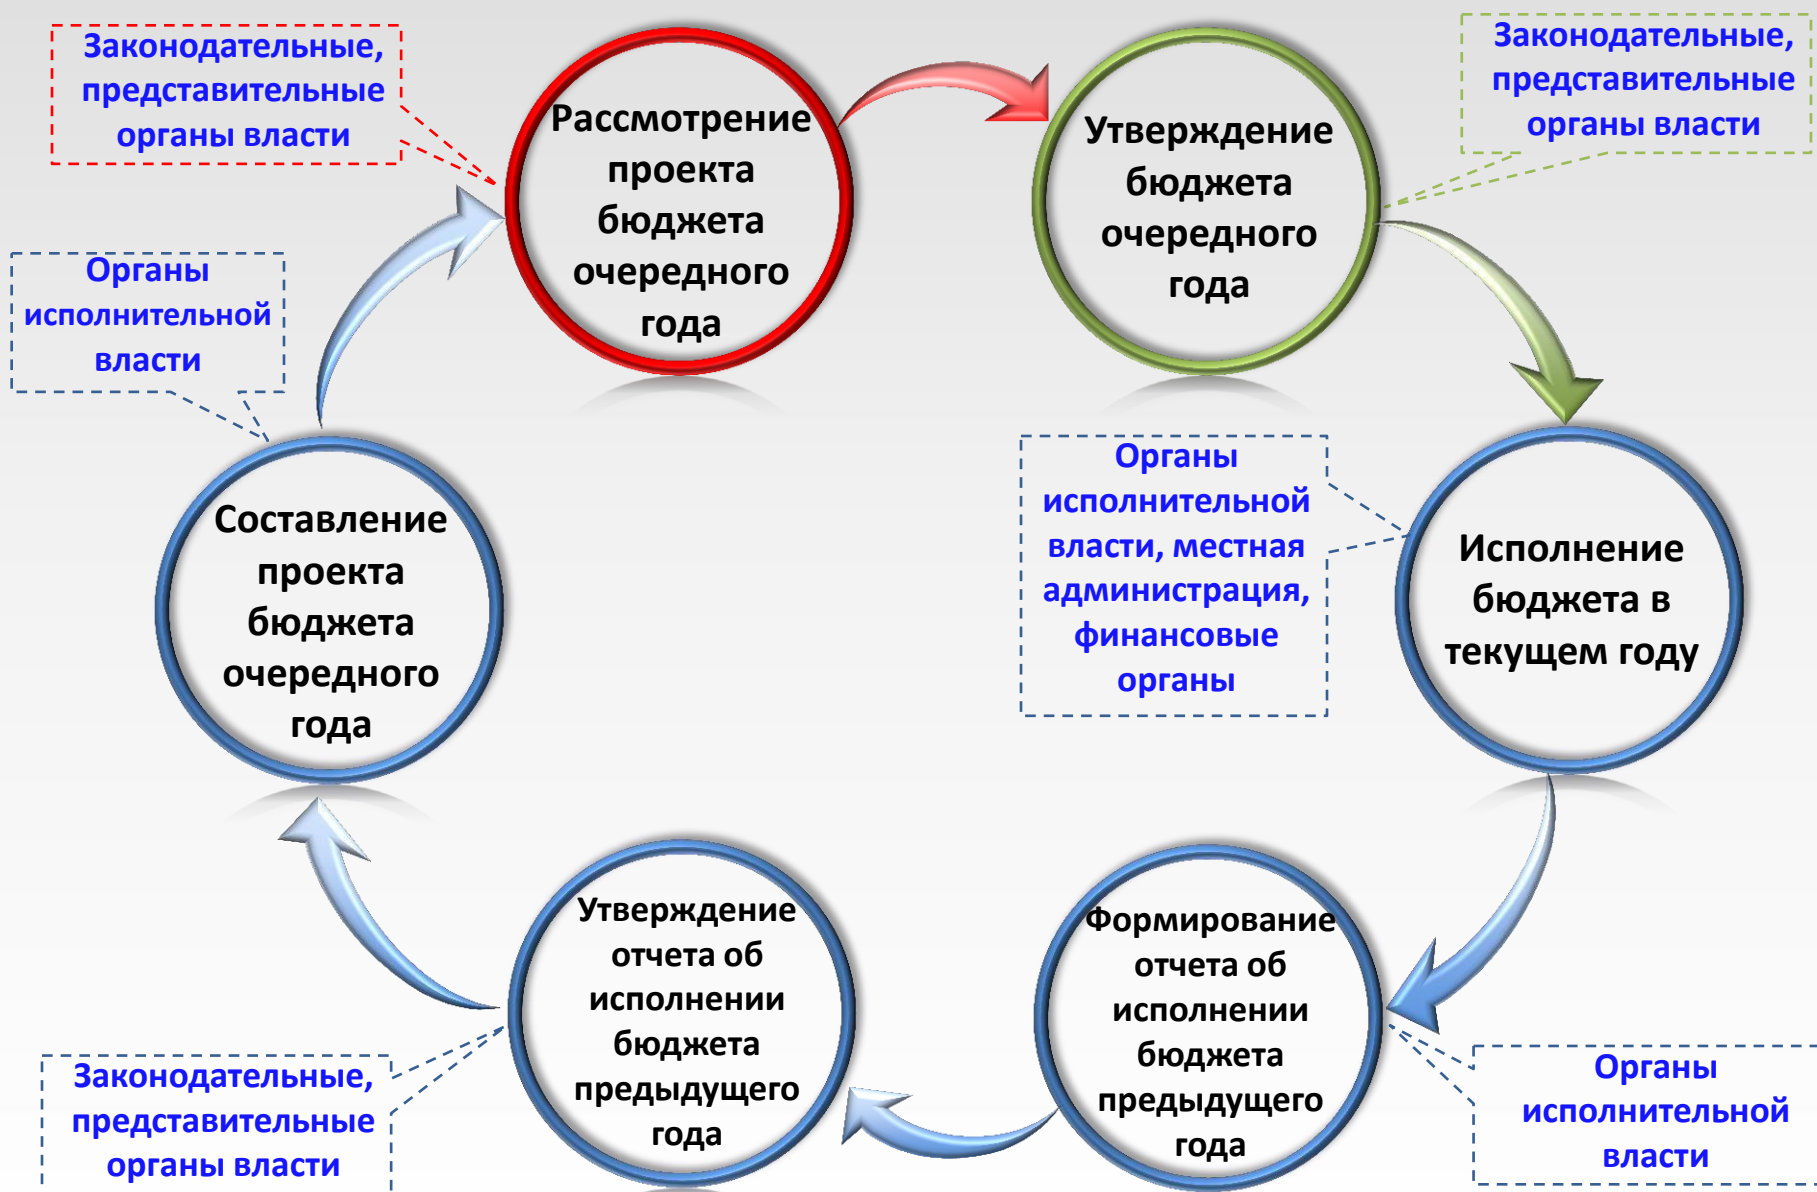 Законодательные,
представительные
органы власти
Рассмотрение
проекта
бюджета
очередного
года
Утверждение
бюджета
очередного
года
Законодательные,
представительные
органы власти
Органы
исполнительной
власти
Составление
проекта
бюджета
очередного
года
Органы
исполнительной
власти, местная
администрация,
финансовые
органы
Исполнение
бюджета в
текущем году
Законодательные,
представительные
органы власти
Утверждение
отчета об
исполнении
бюджета
предыдущего
года
Формирование
отчета об
исполнении
бюджета
предыдущего
года
Органы
исполнительной
власти